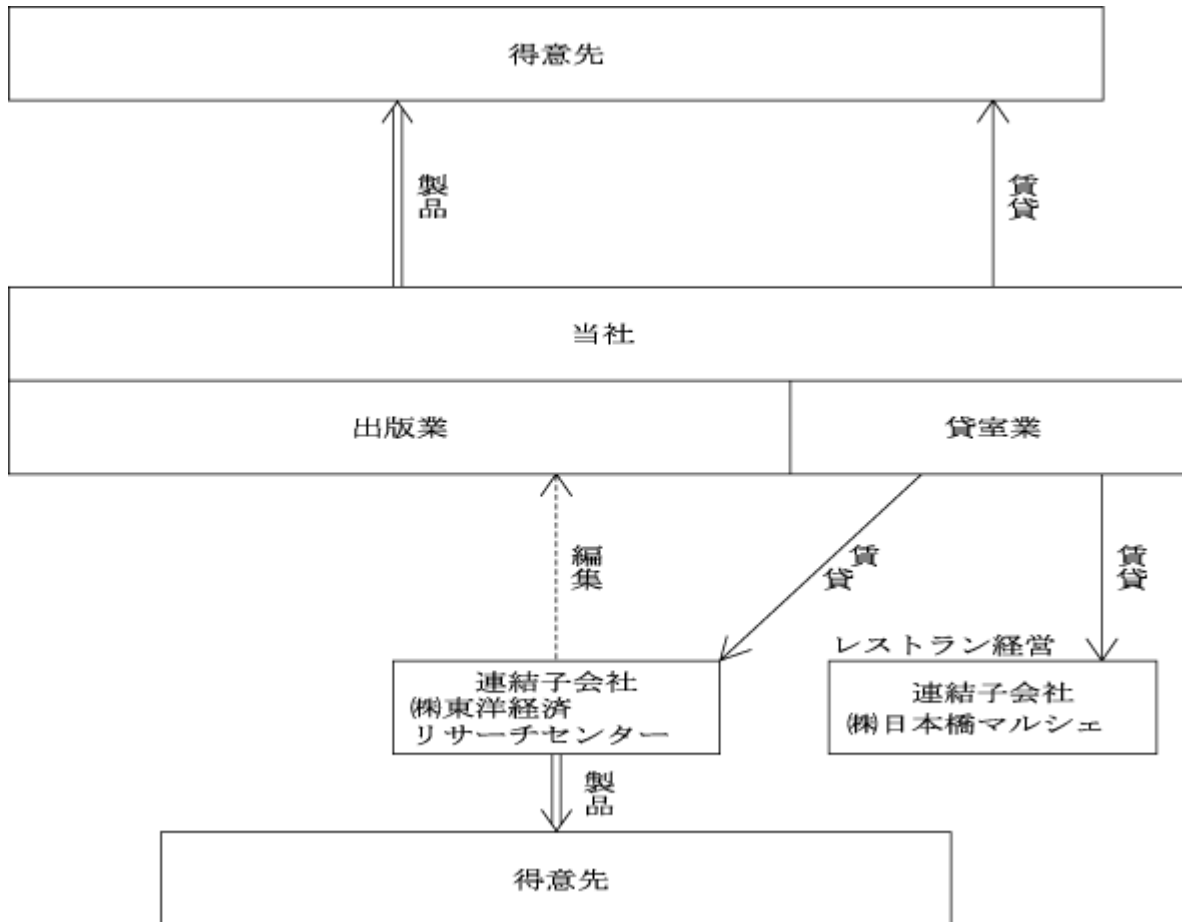 得意先
製品
賃貸
当社
出版業
貸室業
編集
賃貸
賃貸
レストラン経営
連結子会社
㈱東洋経済
リサーチセンター
連結子会社
㈱日本橋マルシェ
製品
得意先